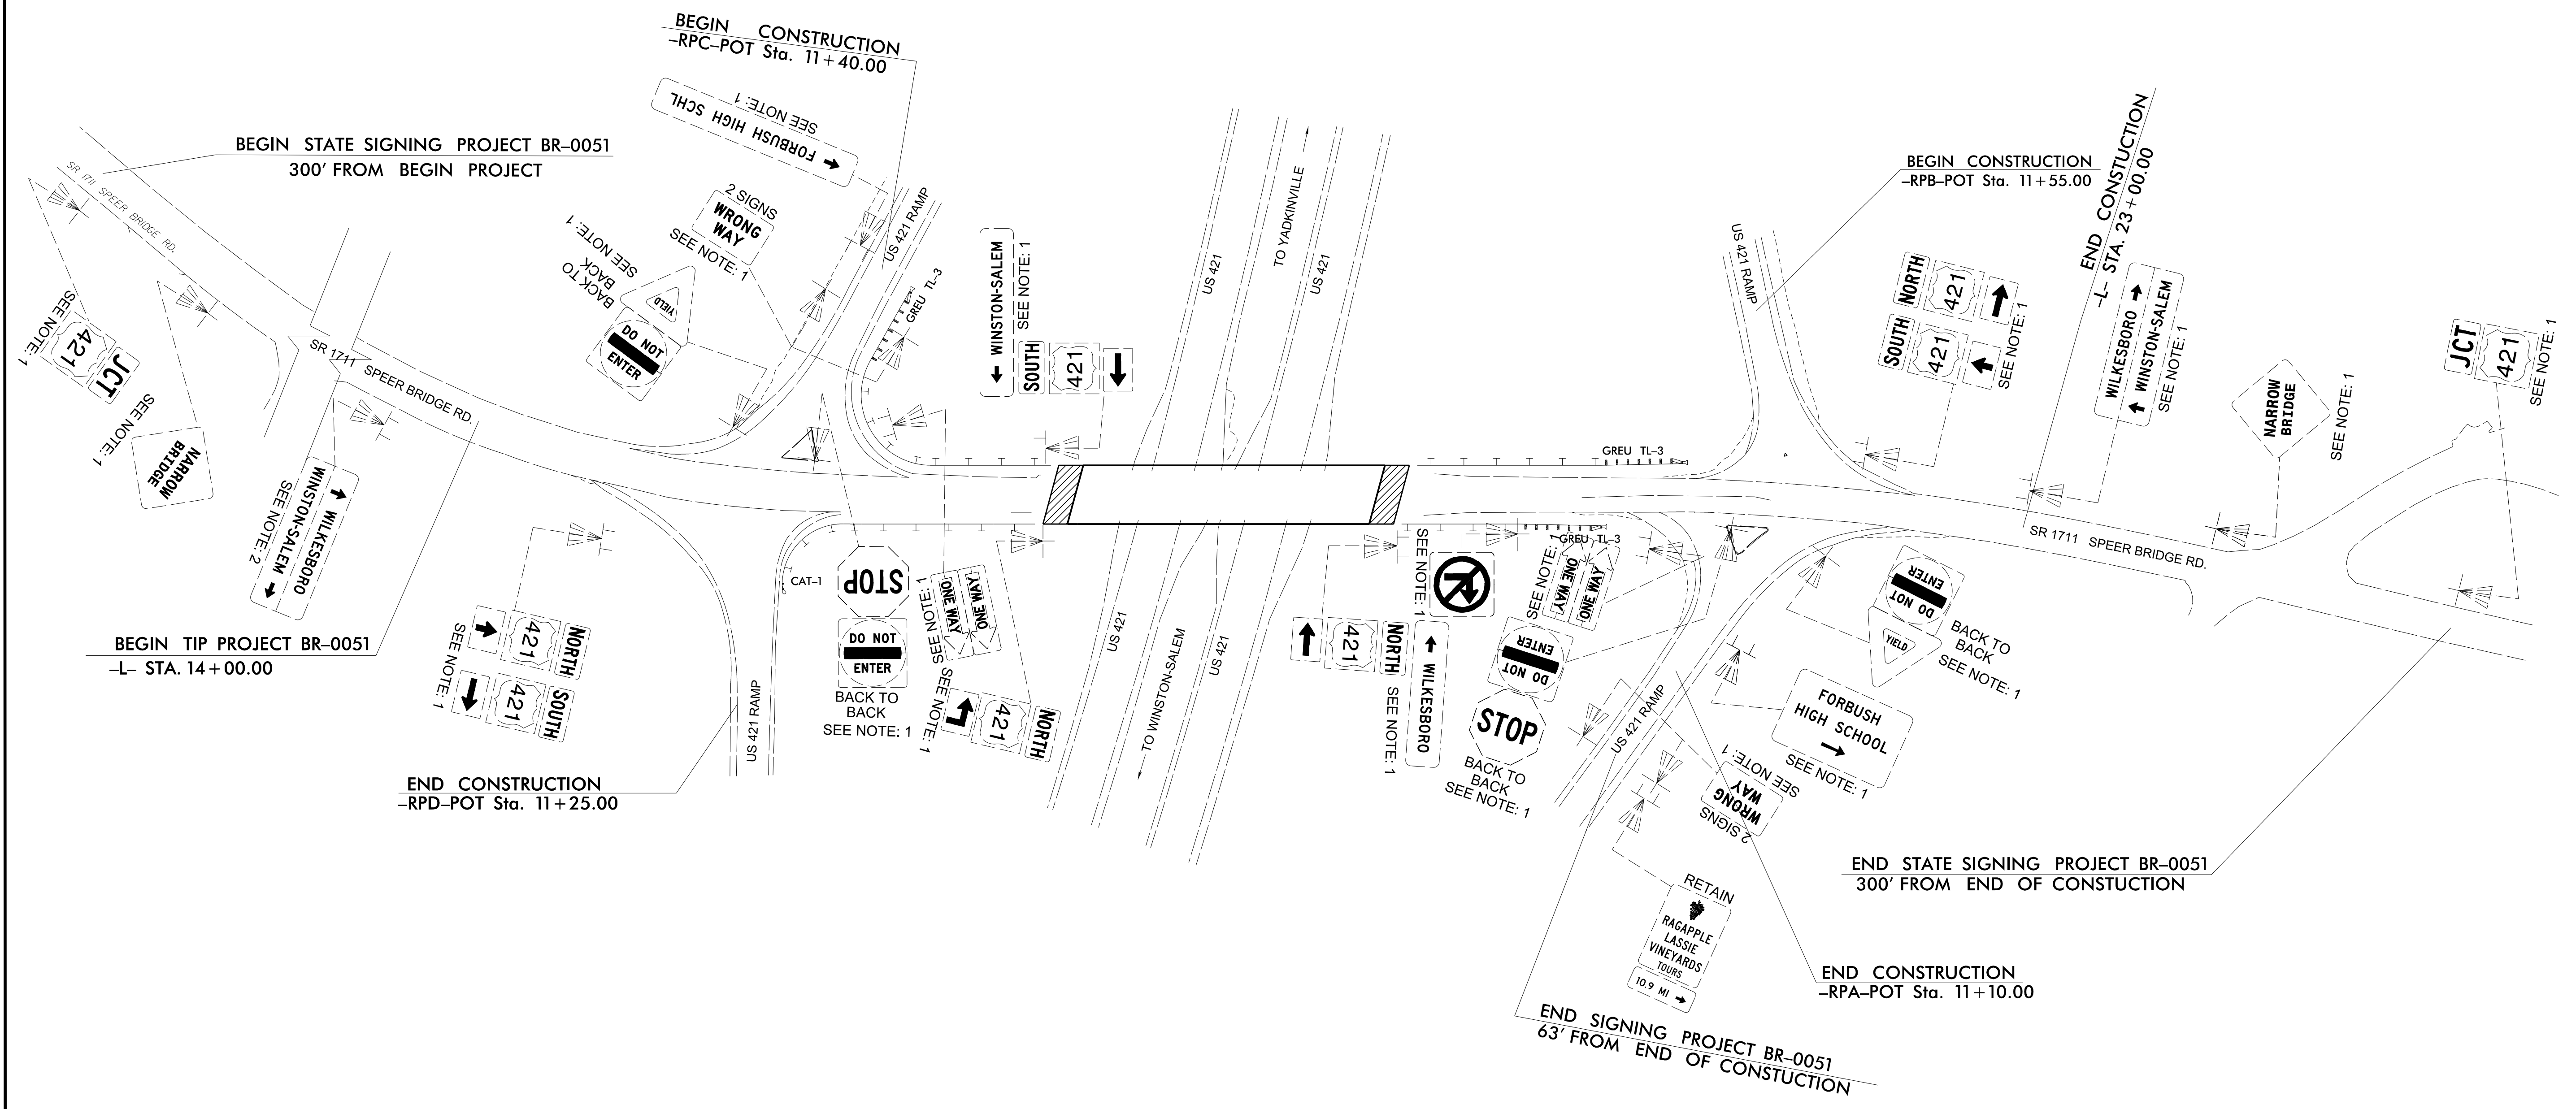 BEGIN CONSTRUCTION
-RPC-POT Sta. 11+40.00
FORBUSH HIGH SCHL
SEE NOTE: 1
BEGIN STATE SIGNING PROJECT BR-0051
300' FROM BEGIN PROJECT
SR 1711 SPEER BRIDGE RD.
2 SIGNS
WRONG
WAY
SEE NOTE: 1
BACK TO
BACK
SEE NOTE: 1
YIELD
DO NOT
ENTER
US 421 RAMP
GREU TL-3
WINSTON-SALEM
SEE NOTE: 1
SOUTH
421
US 421
TO YADKINVILLE
US 421
BEGIN CONSTRUCTION
-RPB-POT Sta. 11+55.00
US 421 RAMP
END CONSTUCTION
-L- STA. 23+00.00
NORTH
421
SOUTH
421
SEE NOTE: 1
WILKESBORO
WINSTON-SALEM
SEE NOTE: 1
NARROW
BRIDGE
SEE NOTE: 1
JCT
421
SEE NOTE: 1
JCT
421
SEE NOTE: 1
NARROW
BRIDGE
SEE NOTE: 1
SR 1711 SPEER BRIDGE RD.
WILKESBORO
WINSTON-SALEM
SEE NOTE: 2
BEGIN TIP PROJECT BR-0051
-L- STA. 14+00.00
NORTH
421
SOUTH
421
SEE NOTE: 1
END CONSTRUCTION
-RPD-POT Sta. 11+25.00
US 421 RAMP
CAT-1
STOP
DO NOT
ENTER
BACK TO
BACK
SEE NOTE: 1
ONE WAY
ONE WAY
SEE NOTE: 1
NORTH
421
SEE NOTE: 1
US 421
TO WINSTON-SALEM
US 421
NORTH
421
WILKESBORO
SEE NOTE: 1
SEE NOTE: 1
GREU TL-3
GREU TL-3
ONE WAY
ONE WAY
SEE NOTE: 1
DO NOT
ENTER
STOP
BACK TO
BACK
SEE NOTE: 1
US 421 RAMP
SR 1711 SPEER BRIDGE RD.
DO NOT
ENTER
YIELD
BACK TO
BACK
SEE NOTE: 1
FORBUSH
HIGH SCHOOL
SEE NOTE: 1
WRONG
WAY
SEE NOTE: 1
2 SIGNS
RETAIN
RAGAPPLE
LASSIE
VINEYARDS
TOURS
10.9 MI
END STATE SIGNING PROJECT BR-0051
300' FROM END OF CONSTUCTION
END CONSTRUCTION
-RPA-POT Sta. 11+10.00
END SIGNING PROJECT BR-0051
63' FROM END OF CONSTUCTION